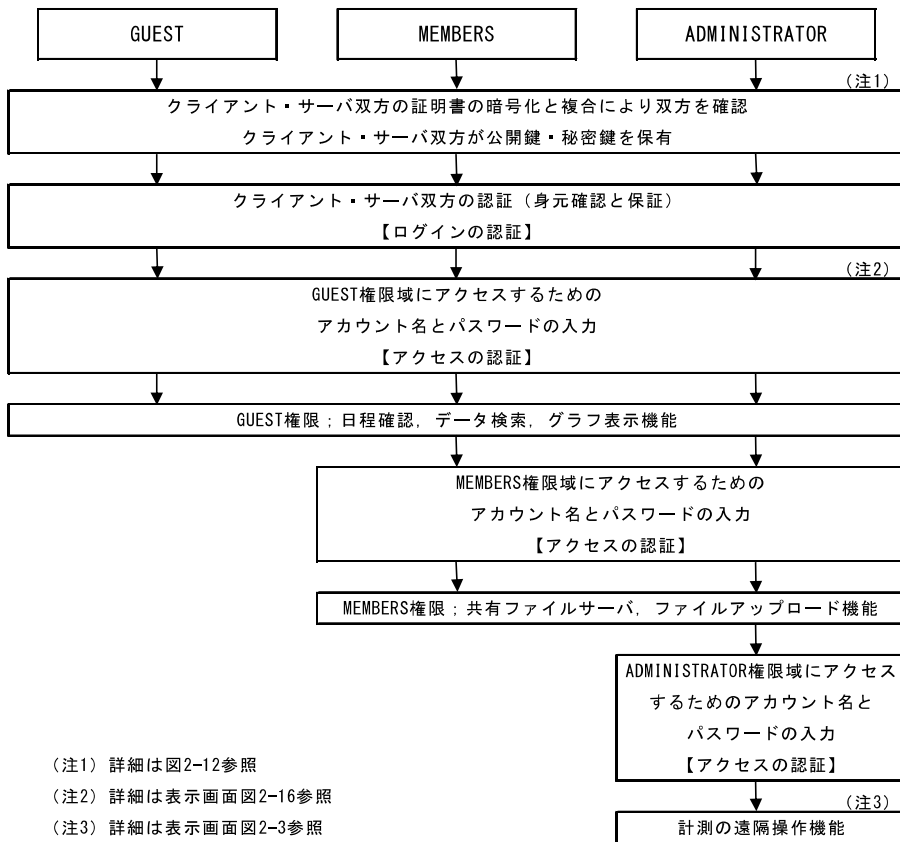 GUEST
MEMBERS
ADMINISTRATOR
(注1)
クライアント・サーバ双方の証明書の暗号化と複合により双方を確認
クライアント・サーバ双方が公開鍵・秘密鍵を保有
クライアント・サーバ双方の認証（身元確認と保証）
【ログインの認証】
(注2)
GUEST権限域にアクセスするための
アカウント名とパスワードの入力
【アクセスの認証】
GUEST権限；日程確認，データ検索，グラフ表示機能
MEMBERS権限域にアクセスするための
アカウント名とパスワードの入力
【アクセスの認証】
MEMBERS権限；共有ファイルサーバ，ファイルアップロード機能
ADMINISTRATOR権限域にアクセス
するためのアカウント名と
パスワードの入力
【アクセスの認証】
(注3)
計測の遠隔操作機能
（注1）詳細は図2-12参照
（注2）詳細は表示画面図2-16参照
（注3）詳細は表示画面図2-3参照